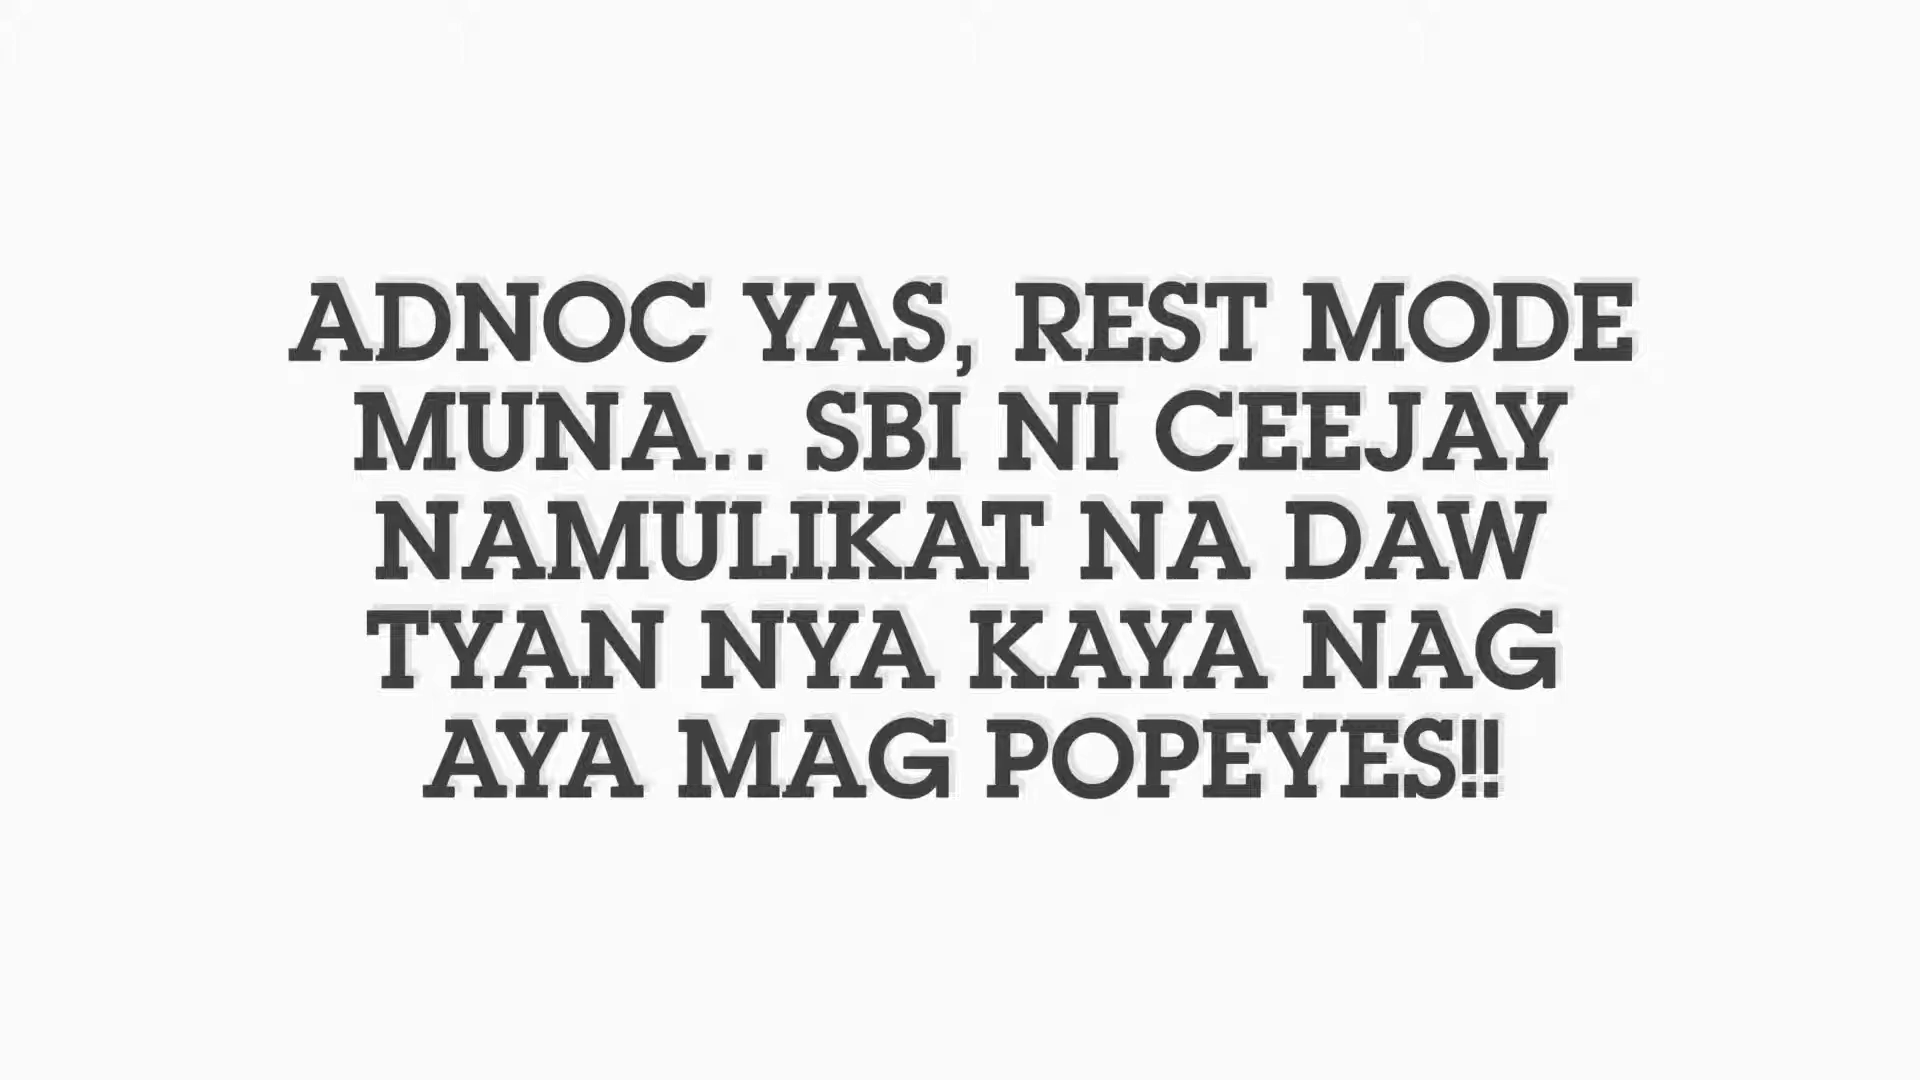 ADNOC YAS, REST MODE
MUNA.. SBI NI CEEJAY
NAMULIKAT NA DAW
TYAN NYA KAYA NAG
AYA MAG POPEYES!!